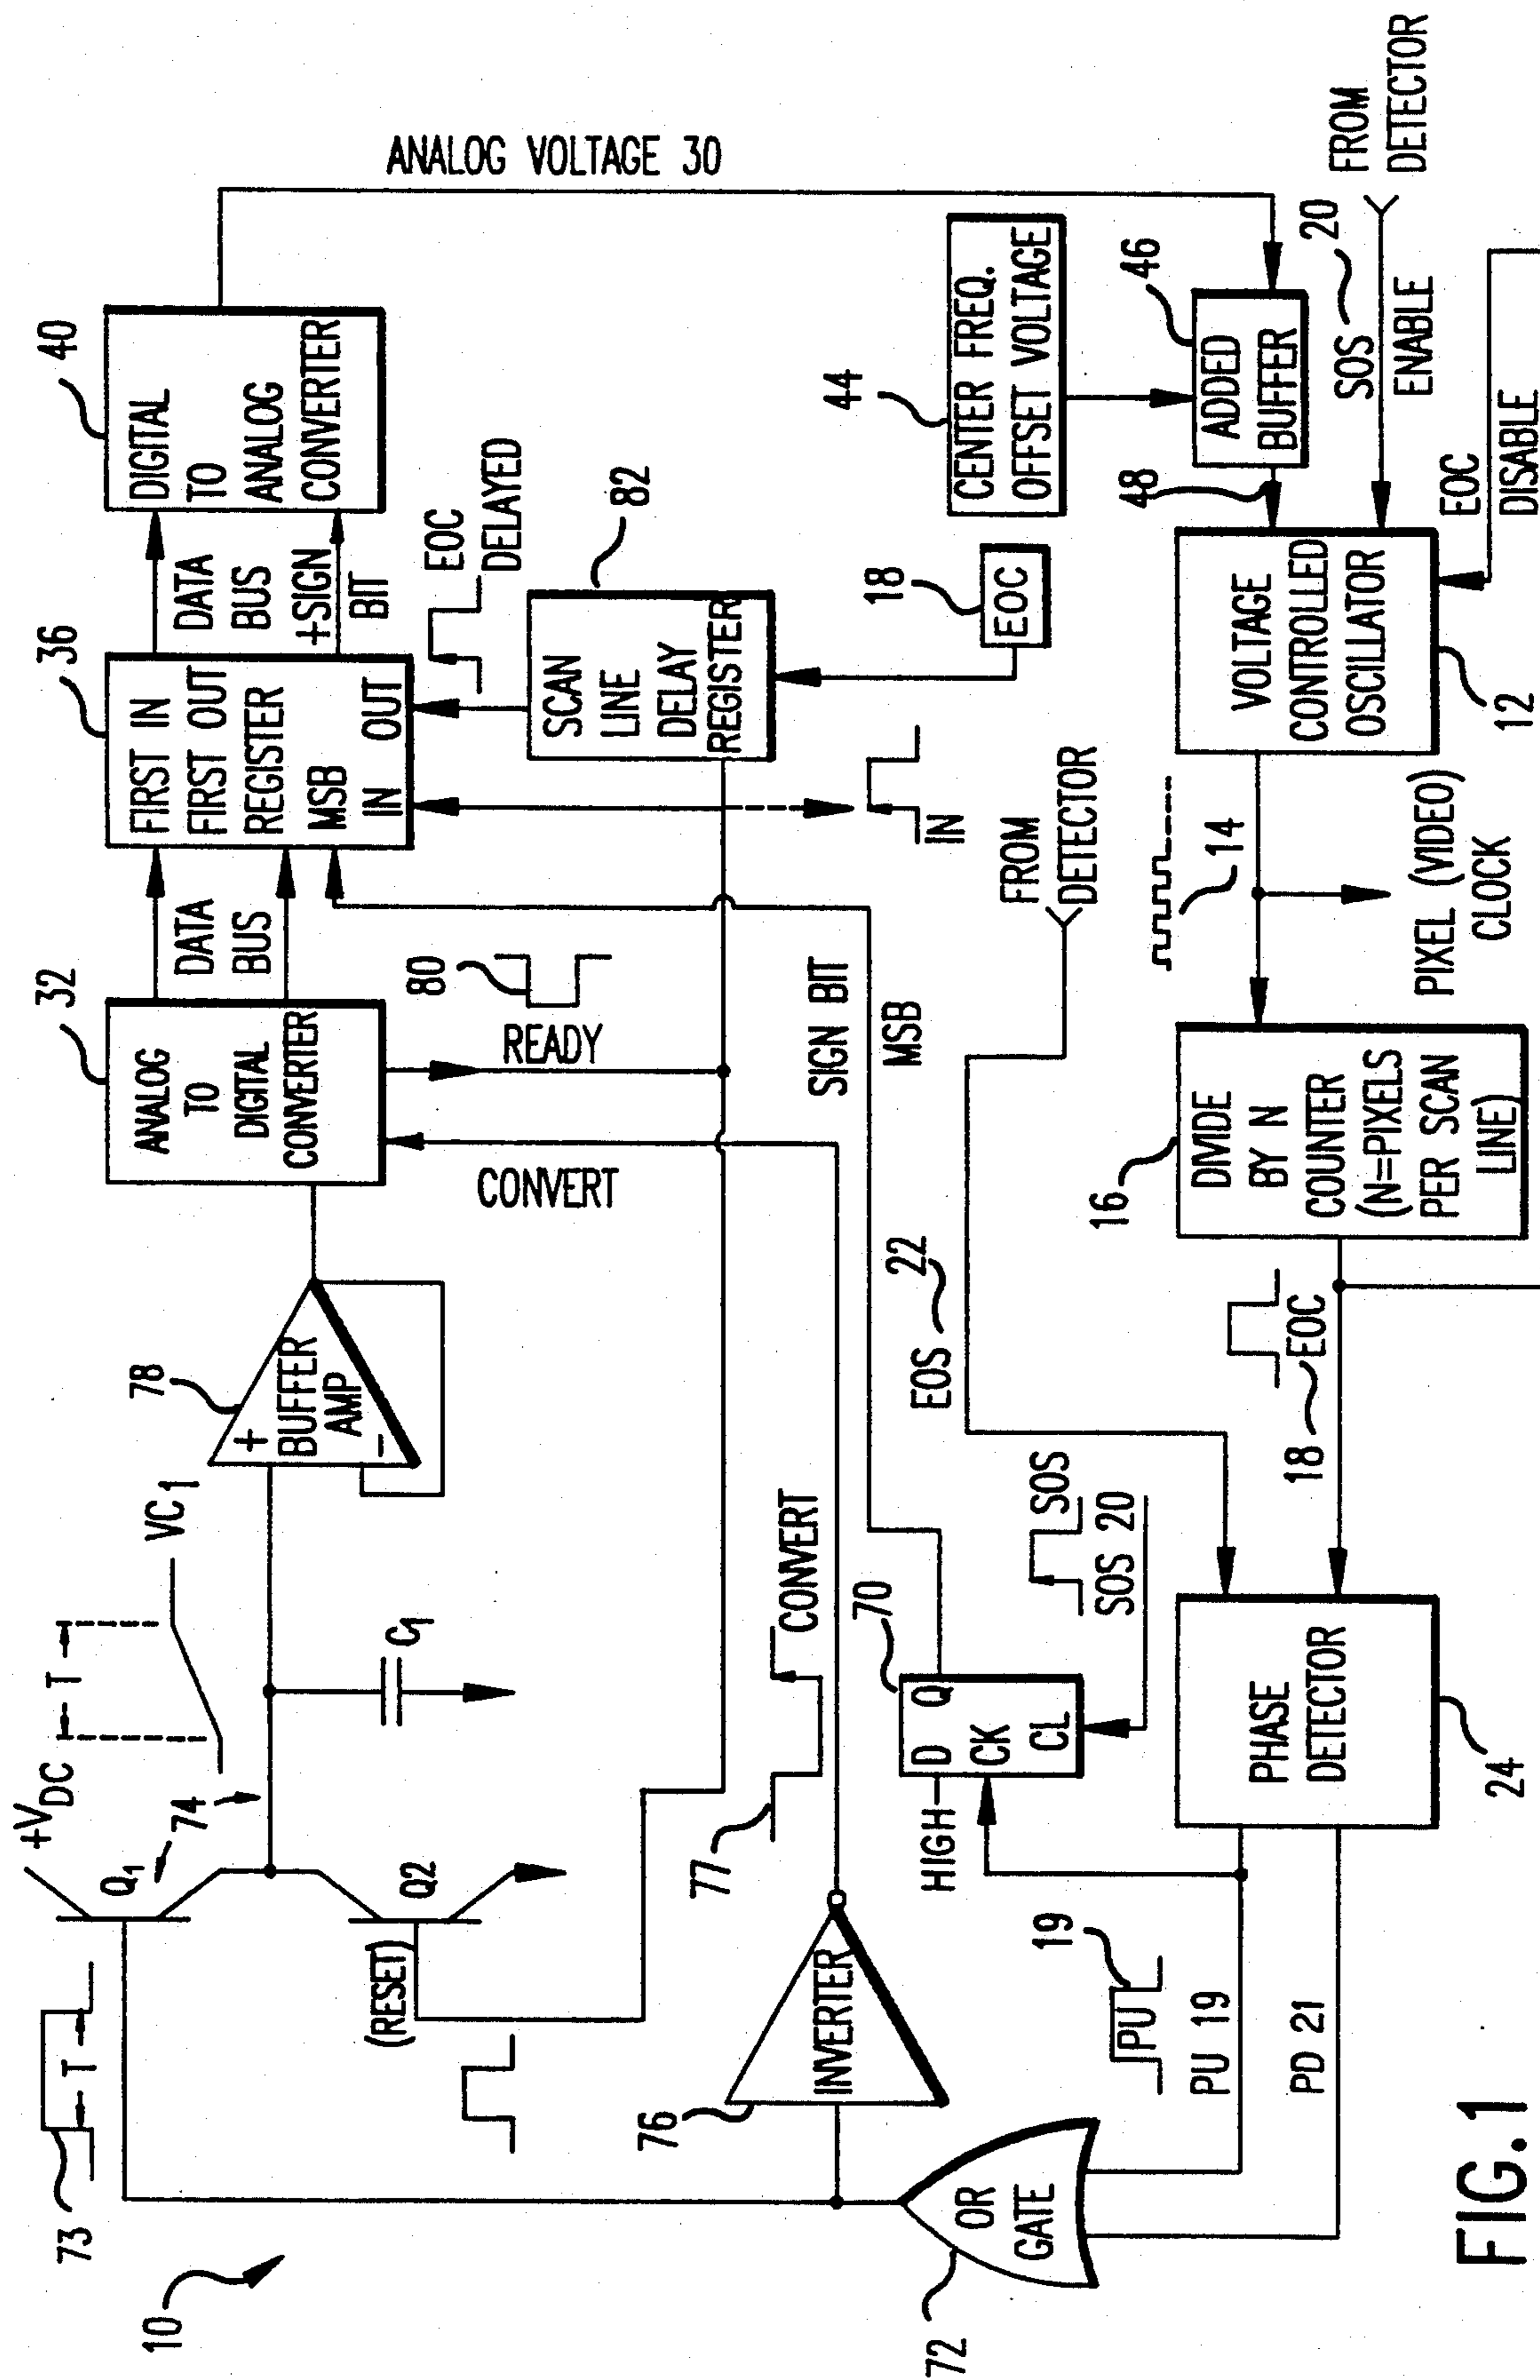 10
73
T
+VDC
T
VC1
Q1
74
(RESET)
Q2
C1
78
+
BUFFER
AMP
−
32
ANALOG
TO
DIGITAL
CONVERTER
DATA
BUS
36
FIRST IN
FIRST OUT
REGISTER
MSB
IN OUT
DATA
BUS
+SIGN
BIT
40
DIGITAL
TO
ANALOG
CONVERTER
ANALOG VOLTAGE 30
READY
80
CONVERT
EOC
DELAYED
82
SCAN
LINE
DELAY
REGISTER
IN
18
EOC
44
CENTER FREQ.
OFFSET VOLTAGE
46
ADDED
BUFFER
48
76
INVERTER
77
CONVERT
SIGN BIT
MSB
72
OR
GATE
HIGH
70
D Q
CK
CL
SOS
SOS 20
EOS 22
FROM
DETECTOR
19
PU
PU 19
PD 21
PHASE
DETECTOR
24
18 EOC
16
DIVIDE
BY N
COUNTER
(N=PIXELS
PER SCAN
LINE)
14
PIXEL (VIDEO)
CLOCK
VOLTAGE
CONTROLLED
OSCILLATOR
12
SOS 20
ENABLE
FROM
DETECTOR
EOC
DISABLE
FIG.1